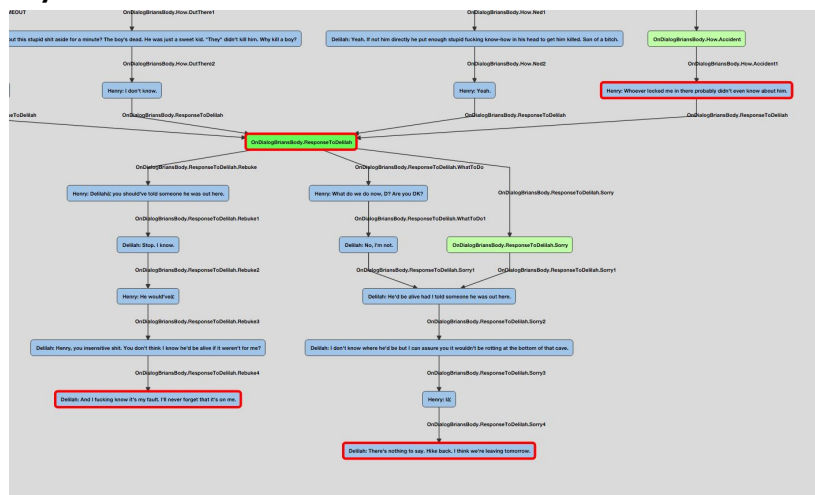 MEOUT
OnDialogBriansBody.How.OutThere1
OnDialogBriansBody.How.Ned1
out this stupid shit aside for a minute? The boy's dead. He was just a sweet kid. "They" didn't kill him. Why kill a boy?
Delilah: Yeah. If not him directly he put enough stupid fucking know-how in his head to get him killed. Son of a bitch.
OnDialogBriansBody.How.Accident
OnDialogBriansBody.How.OutThere2
OnDialogBriansBody.How.Ned2
OnDialogBriansBody.How.Accident1
Henry: I don't know.
Henry: Yeah.
Henry: Whoever locked me in there probably didn't even know about him.
seToDelilah
OnDialogBriansBody.ResponseToDelilah
OnDialogBriansBody.ResponseToDelilah
OnDialogBriansBody.ResponseToDelilah
OnDialogBriansBody.ResponseToDelilah
OnDialogBriansBody.ResponseToDelilah.Rebuke
OnDialogBriansBody.ResponseToDelilah.WhatToDo
OnDialogBriansBody.ResponseToDelilah.Sorry
Henry: Delilah you should've told someone he was out here.
Henry: What do we do now, D? Are you OK?
OnDialogBriansBody.ResponseToDelilah.Rebuke1
OnDialogBriansBody.ResponseToDelilah.WhatToDo1
Delilah: Stop. I know.
Delilah: No, I'm not.
OnDialogBriansBody.ResponseToDelilah.Sorry
OnDialogBriansBody.ResponseToDelilah.Rebuke2
OnDialogBriansBody.ResponseToDelilah.Sorry1
OnDialogBriansBody.ResponseToDelilah.Sorry1
Henry: He would've
Delilah: He'd be alive had I told someone he was out here.
OnDialogBriansBody.ResponseToDelilah.Rebuke3
OnDialogBriansBody.ResponseToDelilah.Sorry2
Delilah: Henry, you insensitive shit. You don't think I know he'd be alive if it weren't for me?
Delilah: I don't know where he'd be but I can assure you it wouldn't be rotting at the bottom of that cave.
OnDialogBriansBody.ResponseToDelilah.Rebuke4
OnDialogBriansBody.ResponseToDelilah.Sorry3
Delilah: And I fucking know it's my fault. I'll never forget that it's on me.
Henry:
OnDialogBriansBody.ResponseToDelilah.Sorry4
Delilah: There's nothing to say. Hike back. I think we're leaving tomorrow.